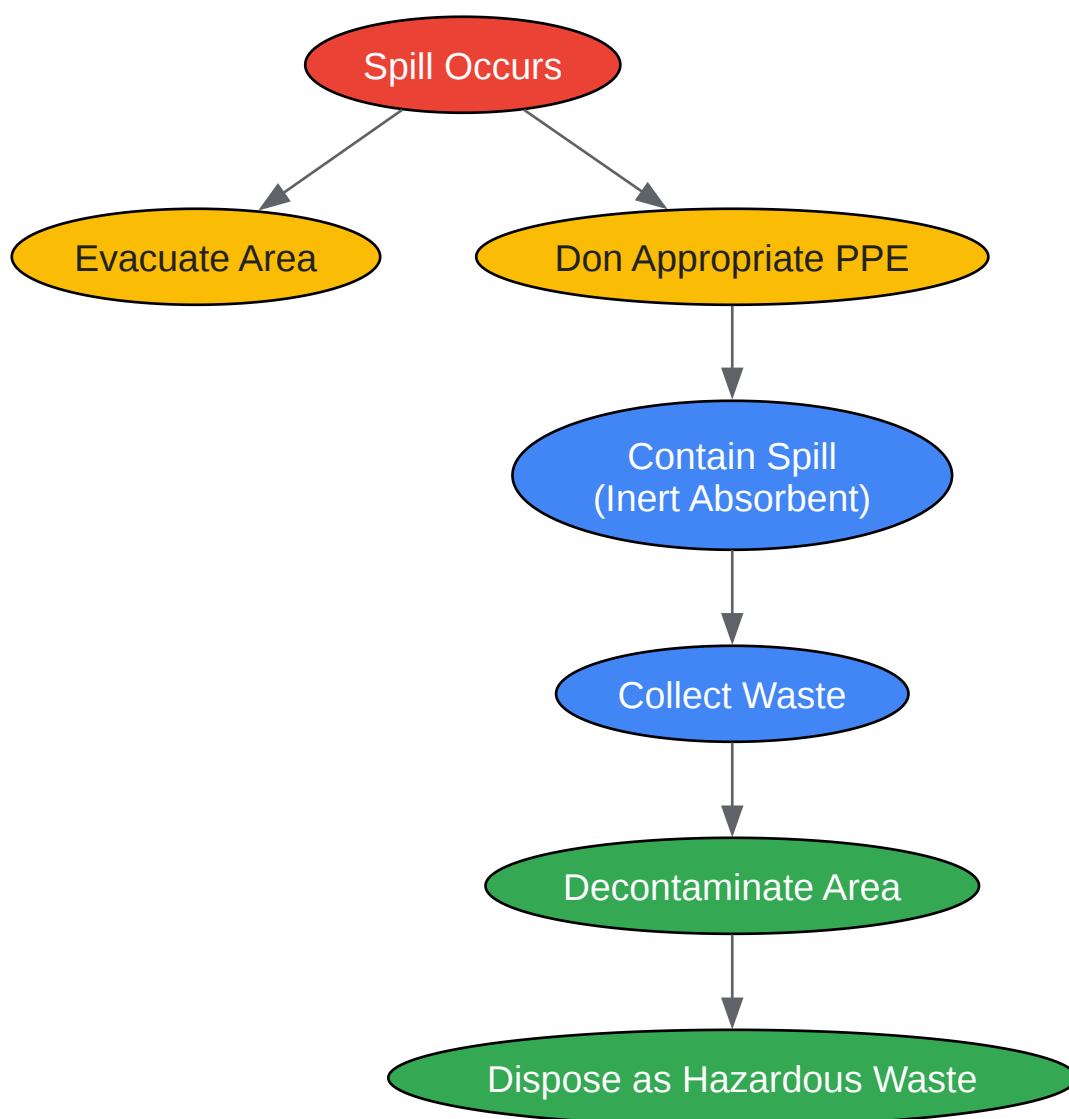 Spill Occurs
Evacuate Area
Don Appropriate PPE
Contain Spill
(Inert Absorbent)
Collect Waste
Decontaminate Area
Dispose as Hazardous Waste